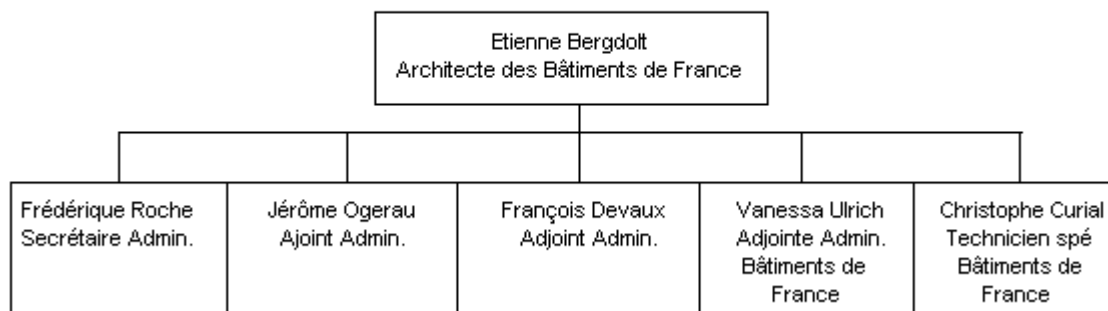 Etienne Bergdolt
Architecte des Bâtiments de France
Frédérique Roche
Secrétaire Admin.
Jérôme Ogerau
Ajoint Admin.
François Devaux
Adjoint Admin.
Vanessa Ulrich
Adjointe Admin.
Bâtiments de
France
Christophe Curial
Technicien spé
Bâtiments de
France